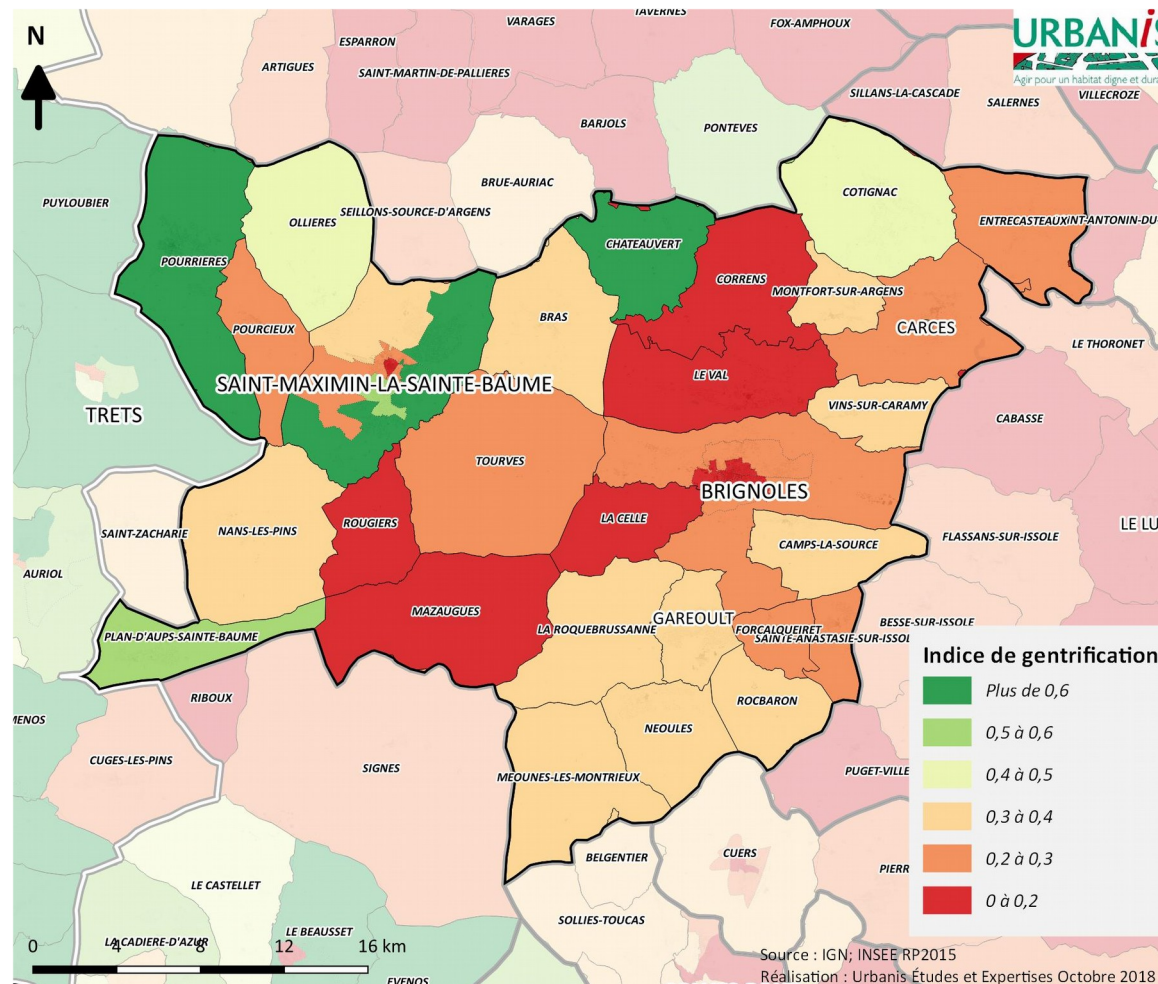 N
VARAGES
TAVERNES
FOX-AMPHOUX
URBANiS
Agir pour un habitat digne et dura
ESPARRON
ARTIGUES
SAINT-MARTIN-DE-PALLIERES
SILLANS-LA-CASCADE
SALERNES
VILLECROZE
BARJOLS
PONTEVES
PUYLOUBIER
BRUE-AURIAC
COTIGNAC
SEILLONS-SOURCE-D'ARGENS
OLLIERES
ENTRECASTEAUX
INT-ANTONIN-DU-
CHATEAUVERT
POURRIERES
CORRENS
MONTFORT-SUR-ARGENS
BRAS
POURCIEUX
CARCES
LE THORONET
LE VAL
SAINT-MAXIMIN-LA-SAINTE-BAUME
TRETS
VINS-SUR-CARAMY
CABASSE
TOURVES
BRIGNOLES
ROUGIERS
LA CELLE
LE LU
NANS-LES-PINS
SAINT-ZACHARIE
FLASSANS-SUR-ISSOLE
CAMPS-LA-SOURCE
AURIOL
MAZAUGUES
GAREOULT
PLAN-D'AUPS-SAINTE-BAUME
LA ROQUEBRUSSANNE
FORCALQUEIRET
BESSE-SUR-ISSOLE
SAINTE-ANASTASIE-SUR-ISSOL
RIBOUX
ROCBARON
MENOS
NEOULES
CUGES-LES-PINS
SIGNES
MEOUNES-LES-MONTRIEUX
PUGET-VILLE
BELGENTIER
CUERS
PIERR
LE CASTELLET
SOLLIES-TOUCAS
LE BEAUSSET
LA CADIERE-D'AZUR
EVENOS
Indice de gentrification
Plus de 0,6
0,5 à 0,6
0,4 à 0,5
0,3 à 0,4
0,2 à 0,3
0 à 0,2
0 4 8 12 16 km
Source : IGN; INSEE RP2015
Réalisation : Urbanis Études et Expertises Octobre 2018